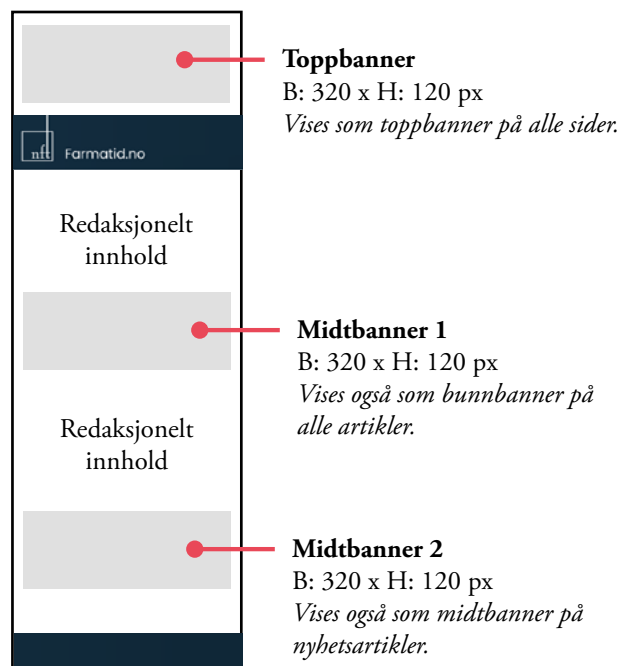 Toppbanner
B: 320 x H: 120 px
Vises som toppbanner på alle sider.
nft Farmatid.no
Redaksjonelt
innhold
Midtbanner 1
B: 320 x H: 120 px
Vises også som bunnbanner på
alle artikler.
Redaksjonelt
innhold
Midtbanner 2
B: 320 x H: 120 px
Vises også som midtbanner på
nyhetsartikler.